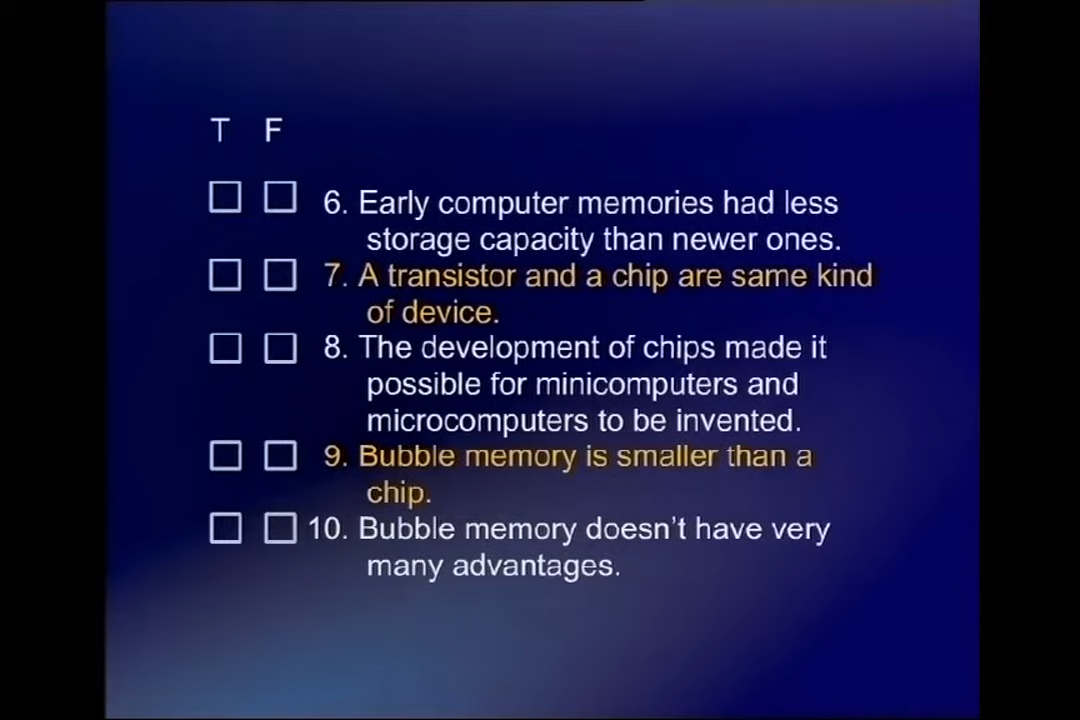 T F
6. Early computer memories had less
storage capacity than newer ones.
7. A transistor and a chip are same kind
of device.
8. The development of chips made it
possible for minicomputers and
microcomputers to be invented.
9. Bubble memory is smaller than a
chip.
10. Bubble memory doesn't have very
many advantages.